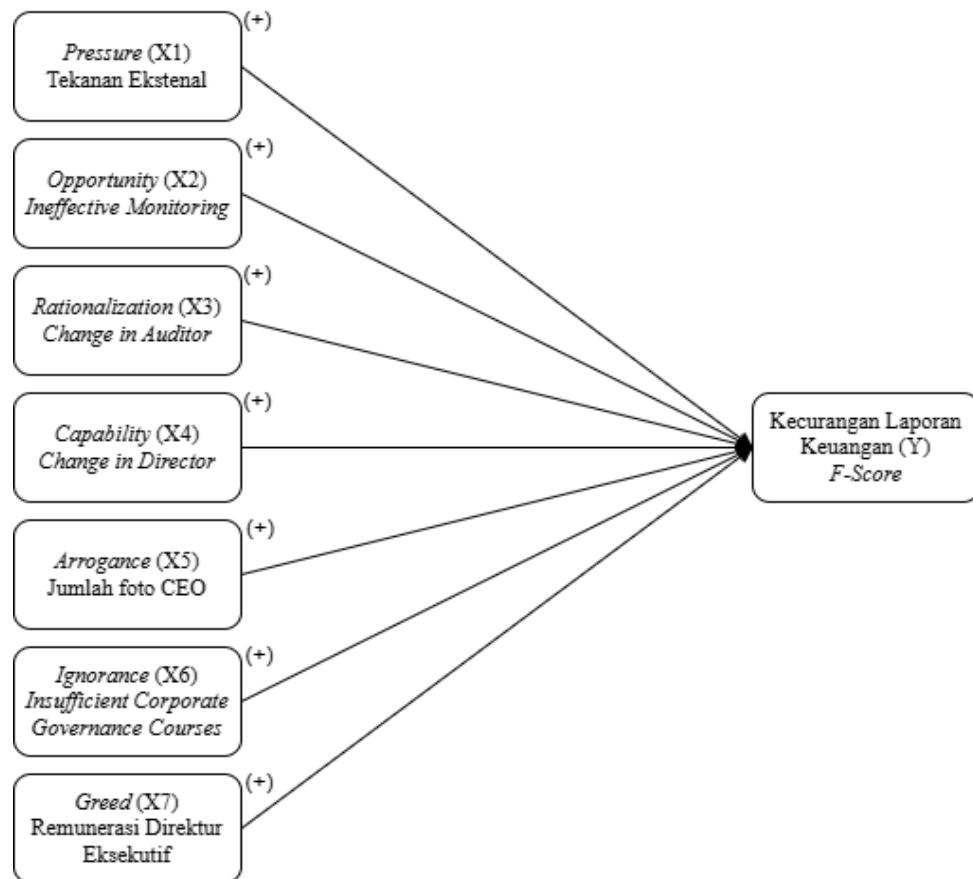 (+)
Pressure (X1)
Tekanan Ekstenal
(+)
Opportunity (X2)
Ineffective Monitoring
(+)
Rationalization (X3)
Change in Auditor
(+)
Capability (X4)
Change in Director
(+)
Arrogance (X5)
Jumlah foto CEO
(+)
Ignorance (X6)
Insufficient Corporate
Governance Courses
(+)
Greed (X7)
Remunerasi Direktur
Eksekutif
Kecurangan Laporan
Keuangan (Y)
F-Score